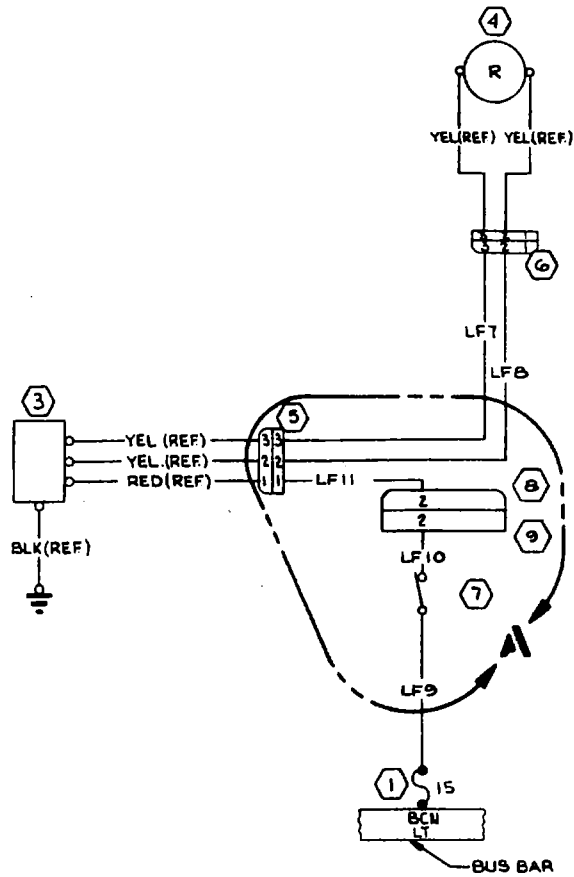 4
R
YEL(REF.) YEL(REF.)
3 2
6
LF7
LF8
3
5
YEL (REF.) 3 3
YEL.(REF.) 2 2
RED(REF) 1 1 LF11
8
2
2
9
BLK(REF)
LF10
7
A
LF9
1 15
BCN
LT
BUS BAR